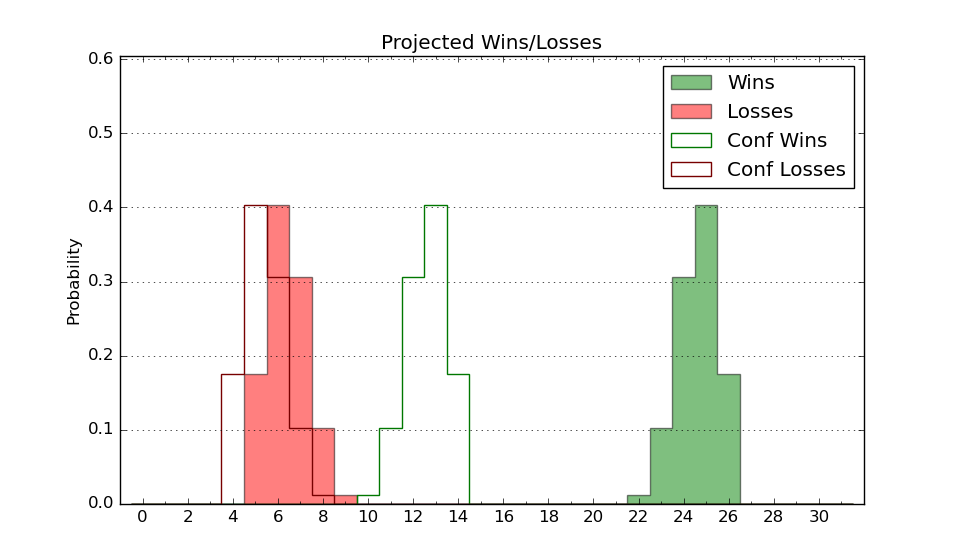 Projected Wins/Losses
0.6
0.5
0.4
0.3
0.2
0.1
0.0
Probability
Wins
Losses
Conf Wins
Conf Losses
0 2 4 6 8 10 12 14 16 18 20 22 24 26 28 30